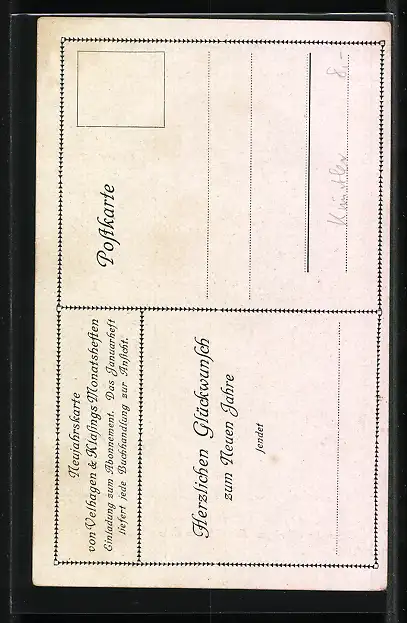 Neujahrskarte
von Velhagen & Klasings Monatsheften
Einladung zum Abonnement. Das Januarheft
liefert jede Buchhandlung zur Ansicht.
Herzlichen Glückwunsch
zum Neuen Jahre
sendet
Postkarte
Künstler 8,-